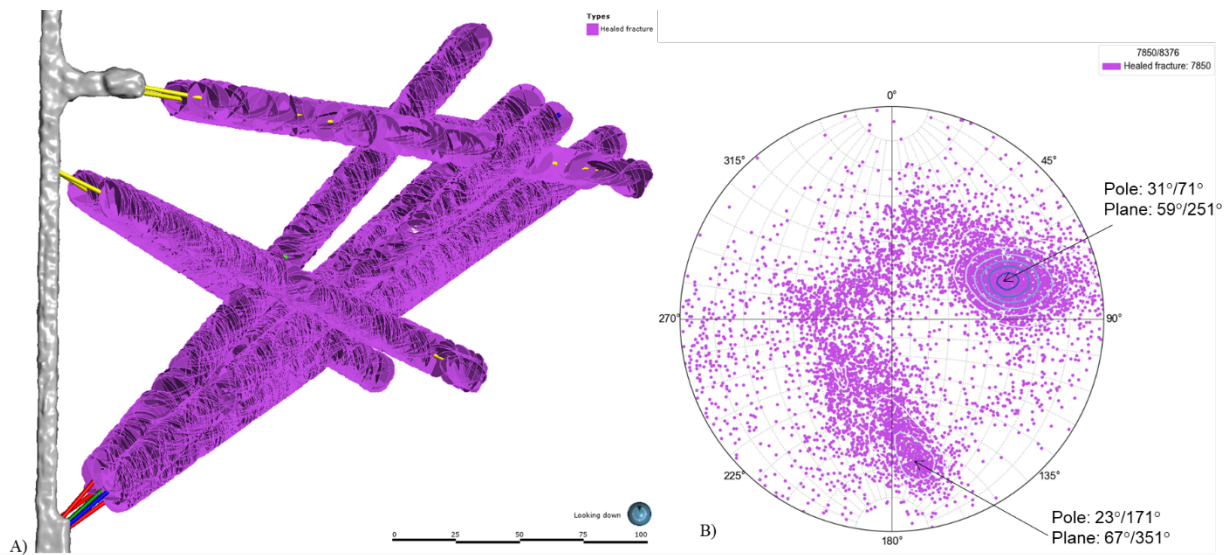 Types
Healed fracture
Looking down
0 25 50 75 100
A)
7850/8376
Healed fracture: 7850
0°
315°
45°
Pole: 31°/71°
Plane: 59°/251°
270°
90°
225°
135°
180°
Pole: 23°/171°
Plane: 67°/351°
B)